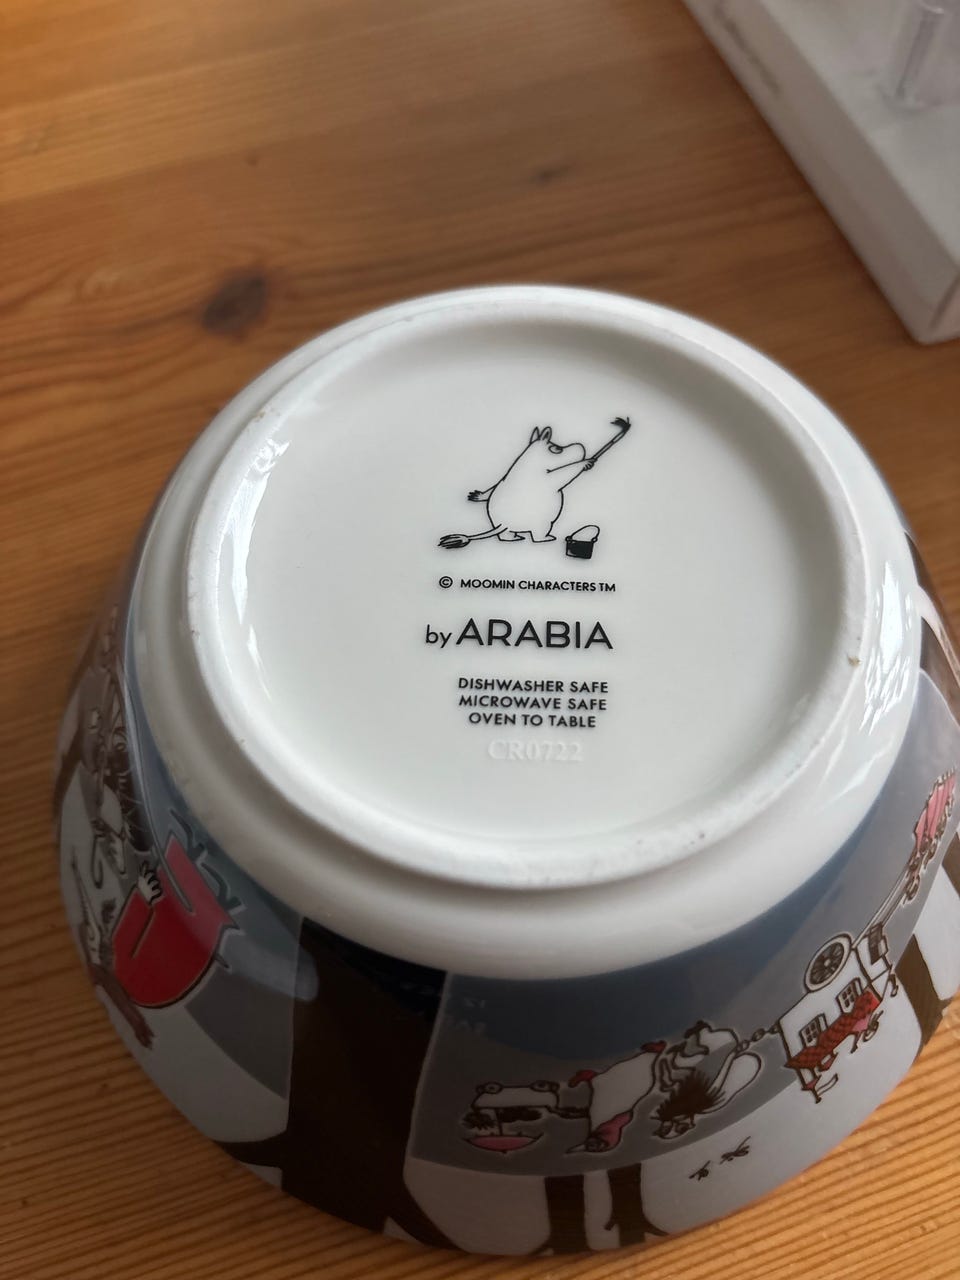 © MOOMIN CHARACTERS TM
by ARABIA
DISHWASHER SAFE
MICROWAVE SAFE
OVEN TO TABLE
CR0722